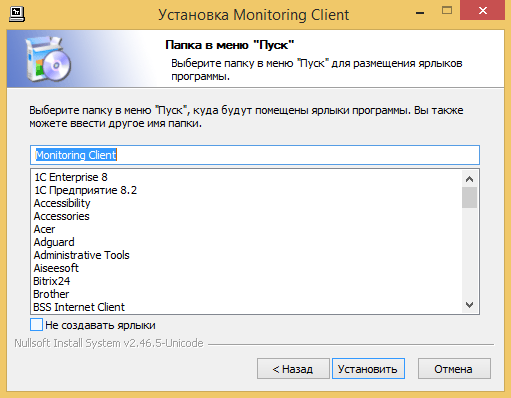 Установка Monitoring Client
Папка в меню "Пуск"
Выберите папку в меню "Пуск" для размещения ярлыков
программы.
Выберите папку в меню "Пуск", куда будут помещены ярлыки программы. Вы также
можете ввести другое имя папки.
Monitoring Client
1C Enterprise 8
1С Предприятие 8.2
Accessibility
Accessories
Acer
Adguard
Administrative Tools
Aiseesoft
Bitrix24
Brother
BSS Internet Client
Не создавать ярлыки
Nullsoft Install System v2.46.5-Unicode
< Назад
Установить
Отмена